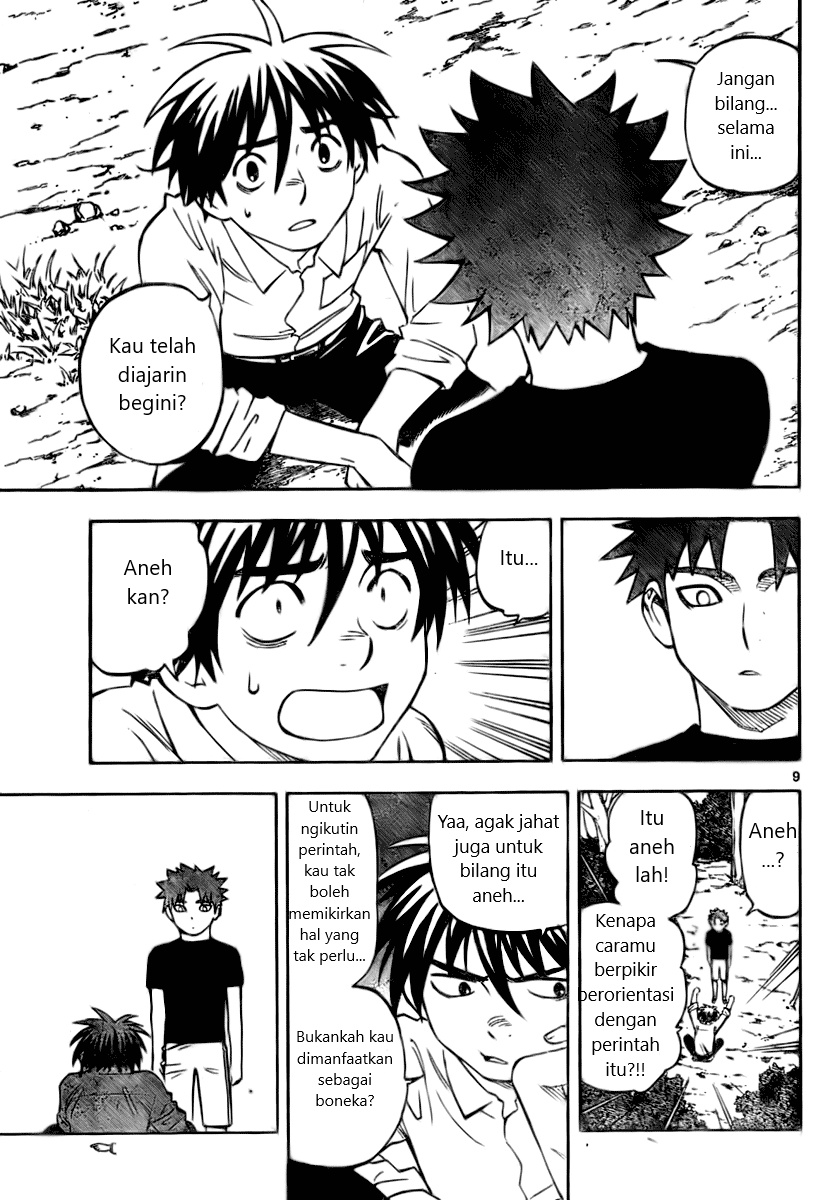 Jangan
bilang...
selama
ini...
Kau telah
diajarin
begini?
Itu...
Aneh
kan?
9
Aneh
...?
Itu
aneh
lah!
Kenapa
caramu
berpikir
berorientasi
dengan
perintah
itu?!!
Yaa, agak jahat
juga untuk
bilang itu
aneh...
Untuk
ngikutin
perintah,
kau tak
boleh
memikirkan
hal yang
tak perlu...
Bukankah kau
dimanfaatkan
sebagai
boneka?